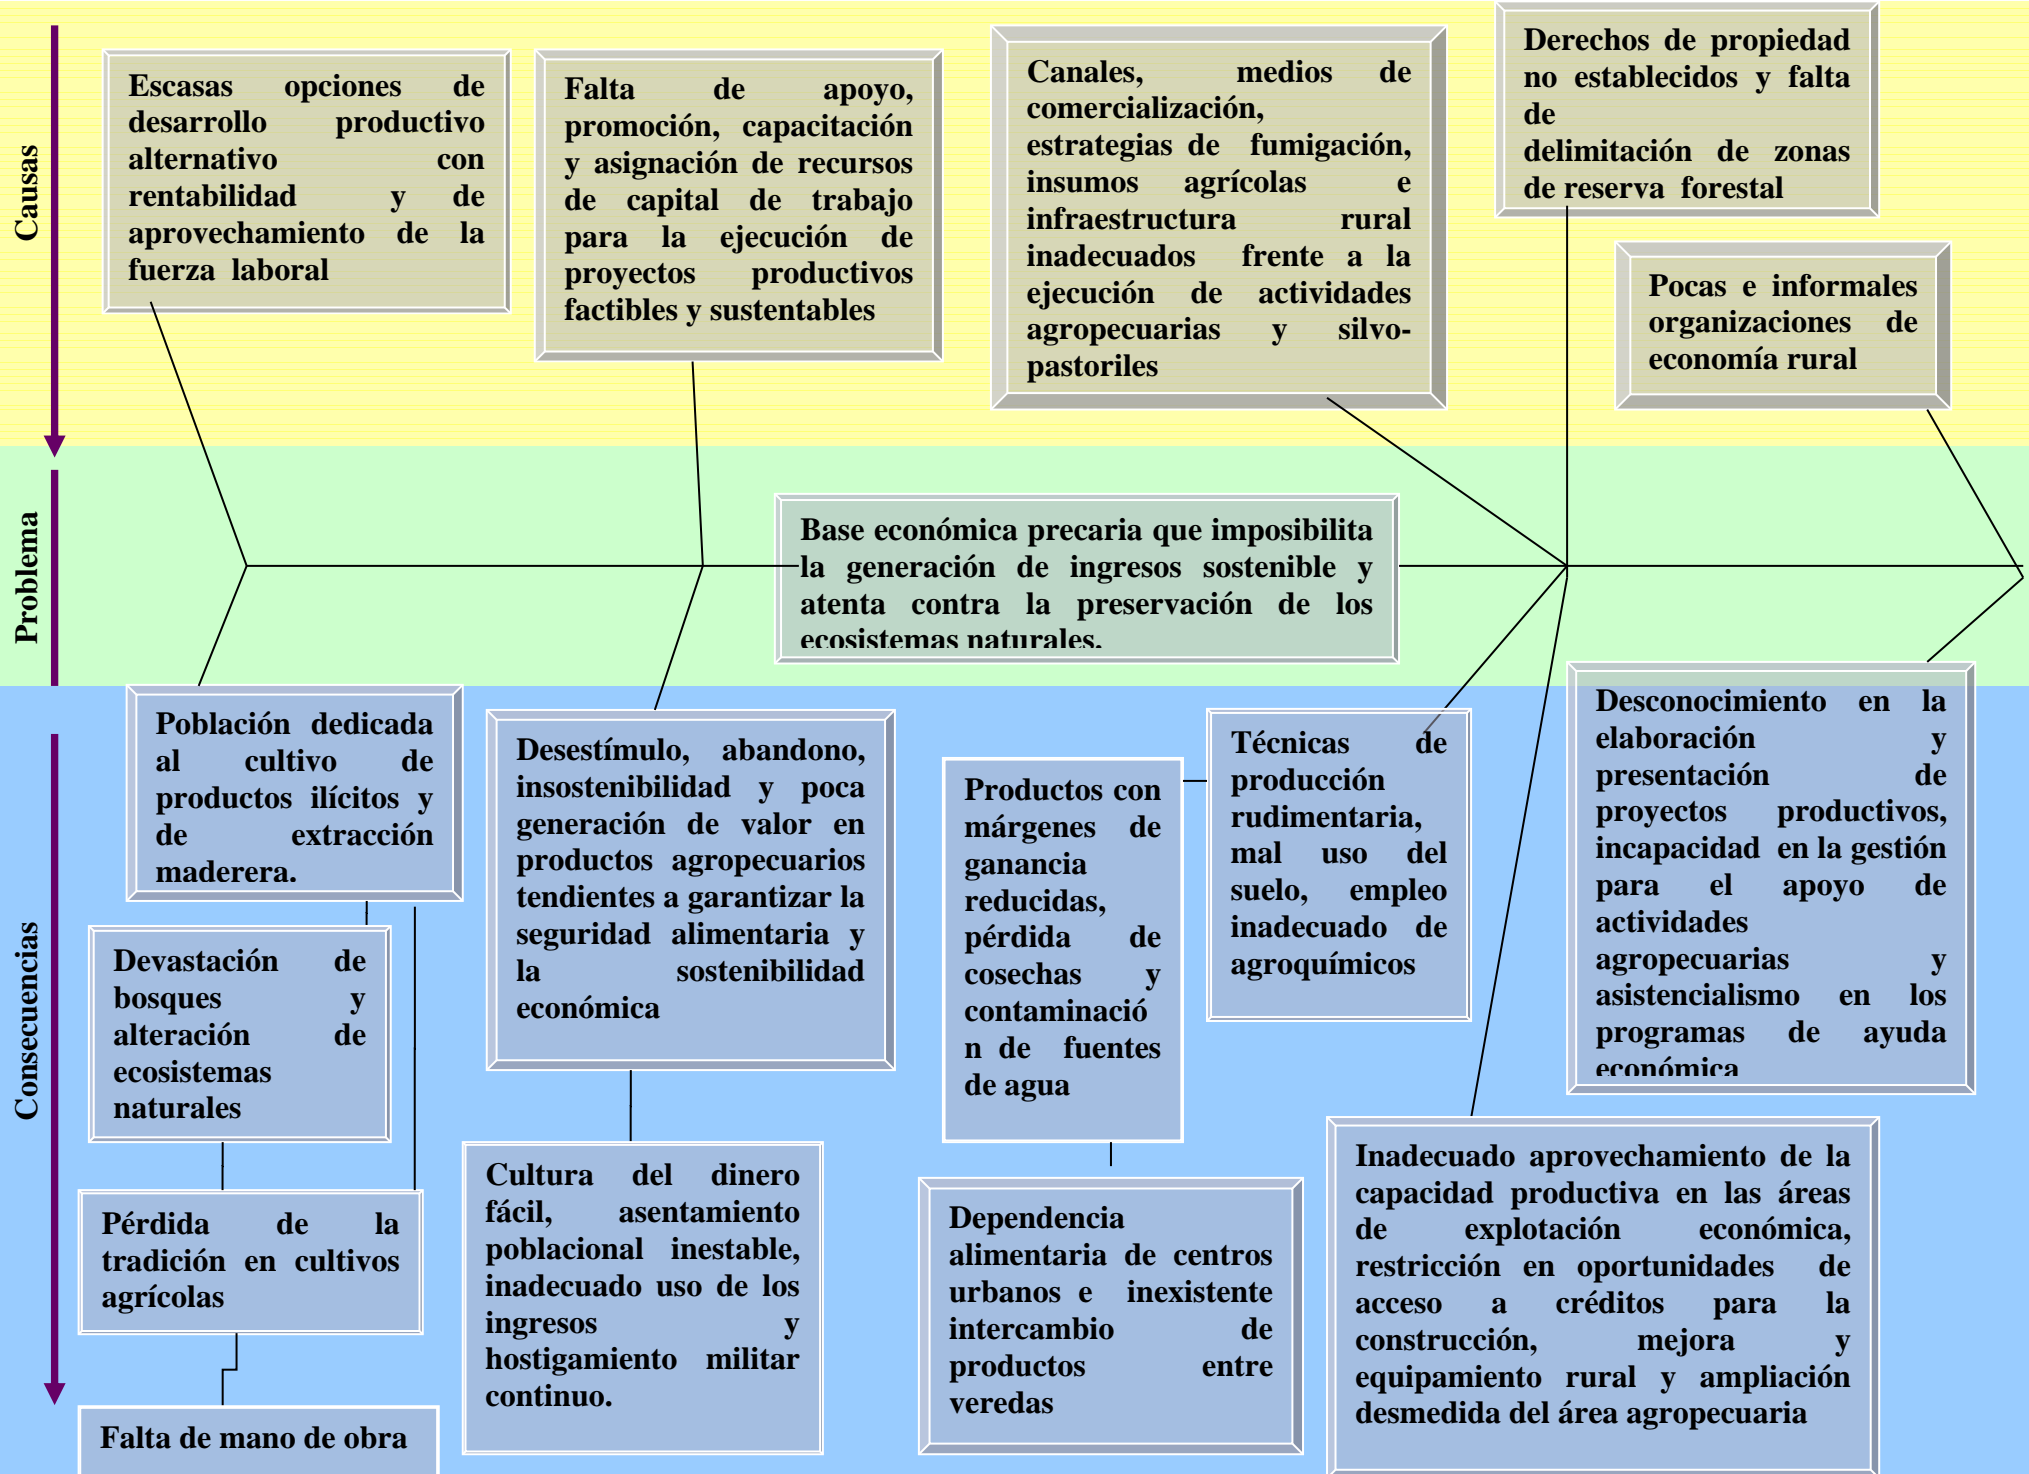 Causas
Escasas opciones de
desarrollo productivo
alternativo con
rentabilidad y de
aprovechamiento de la
fuerza laboral
Falta de apoyo,
promoción, capacitación
y asignación de recursos
de capital de trabajo
para la ejecución de
proyectos productivos
factibles y sustentables
Canales, medios de
comercialización,
estrategias de fumigación,
insumos agrícolas e
infraestructura rural
inadecuados frente a la
ejecución de actividades
agropecuarias y silvo-
pastoriles
Derechos de propiedad
no establecidos y falta
de
delimitación de zonas
de reserva forestal
Pocas e informales
organizaciones de
economía rural
Problema
Base económica precaria que imposibilita
la generación de ingresos sostenible y
atenta contra la preservación de los
ecosistemas naturales.
Consecuencias
Población dedicada
al cultivo de
productos ilícitos y
de extracción
maderera.
Devastación de
bosques y
alteración de
ecosistemas
naturales
Pérdida de la
tradición en cultivos
agrícolas
Falta de mano de obra
Desestímulo, abandono,
insostenibilidad y poca
generación de valor en
productos agropecuarios
tendientes a garantizar la
seguridad alimentaria y
la sostenibilidad
económica
Cultura del dinero
fácil, asentamiento
poblacional inestable,
inadecuado uso de los
ingresos y
hostigamiento militar
continuo.
Productos con
márgenes de
ganancia
reducidas,
pérdida de
cosechas y
contaminació
n de fuentes
de agua
Dependencia
alimentaria de centros
urbanos e inexistente
intercambio de
productos entre
veredas
Técnicas de
producción
rudimentaria,
mal uso del
suelo, empleo
inadecuado de
agroquímicos
Inadecuado aprovechamiento de la
capacidad productiva en las áreas
de explotación económica,
restricción en oportunidades de
acceso a créditos para la
construcción, mejora y
equipamiento rural y ampliación
desmedida del área agropecuaria
Desconocimiento en la
elaboración y
presentación de
proyectos productivos,
incapacidad en la gestión
para el apoyo de
actividades
agropecuarias y
asistencialismo en los
programas de ayuda
económica